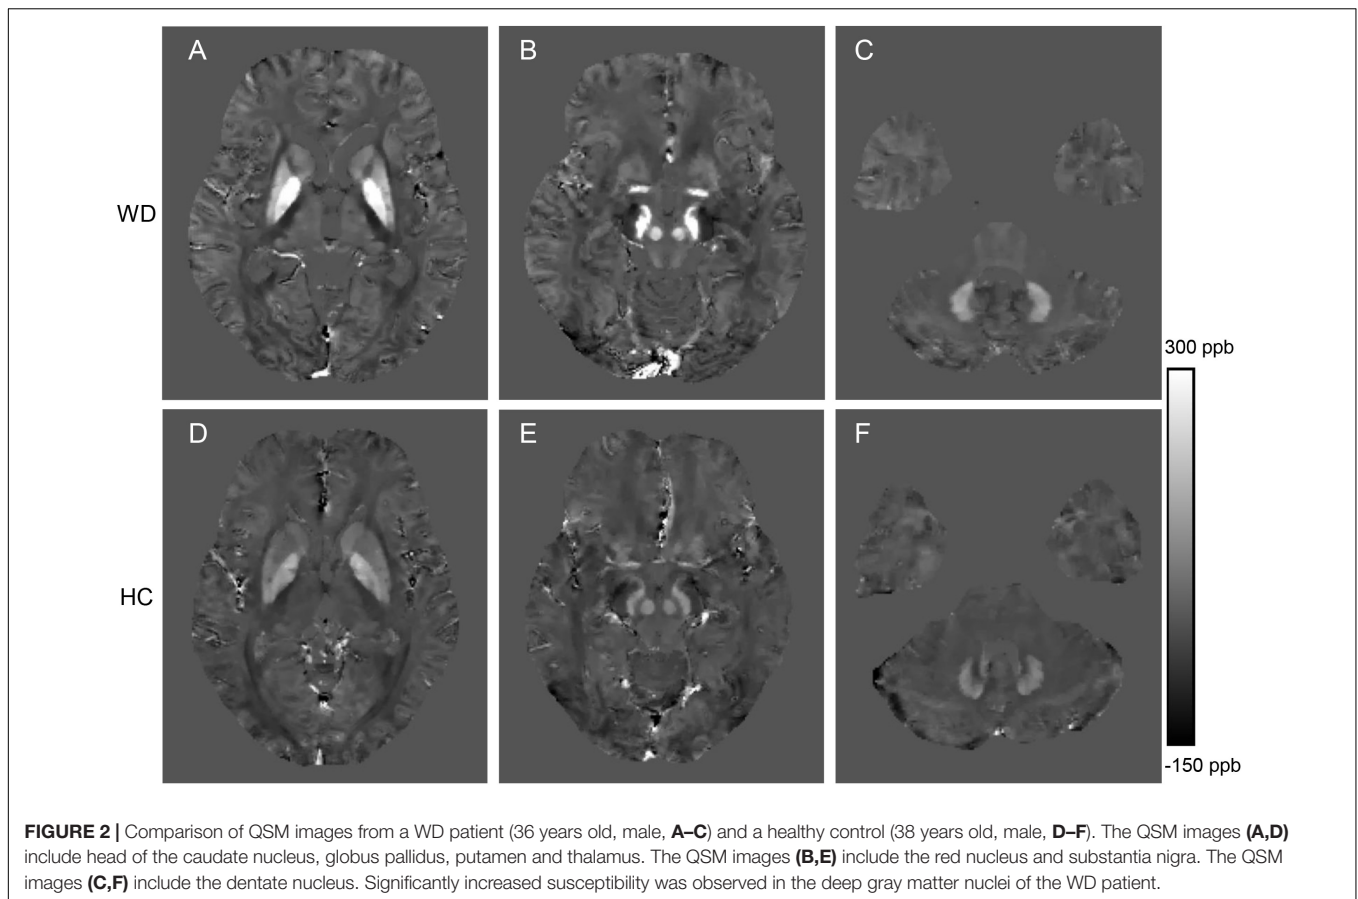 A
B
C
WD
300 ppb
D
E
F
HC
-150 ppb
FIGURE 2 | Comparison of QSM images from a WD patient (36 years old, male, A–C) and a healthy control (38 years old, male, D–F). The QSM images (A,D)
include head of the caudate nucleus, globus pallidus, putamen and thalamus. The QSM images (B,E) include the red nucleus and substantia nigra. The QSM
images (C,F) include the dentate nucleus. Significantly increased susceptibility was observed in the deep gray matter nuclei of the WD patient.